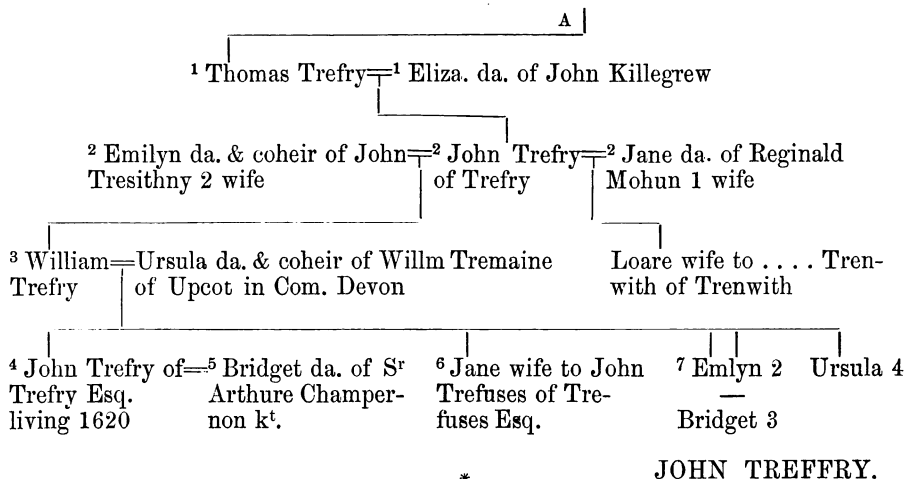 A
¹ Thomas Trefry ¹ Eliza. da. of John Killegrew
² Emilyn da. & coheir of John
Tresithny 2 wife
² John Trefry
of Trefry
² Jane da. of Reginald
Mohun 1 wife
³ William
Trefry
Ursula da. & coheir of Willm Tremaine
of Upcot in Com. Devon
Loare wife to . . . . Tren-
with of Trenwith
⁴ John Trefry of
Trefry Esq.
living 1620
⁵ Bridget da. of Sʳ
Arthure Champer-
non kᵗ.
⁶ Jane wife to John
Trefuses of Tre-
fuses Esq.
⁷ Emlyn 2
—
Bridget 3
Ursula 4
* JOHN TREFFRY.